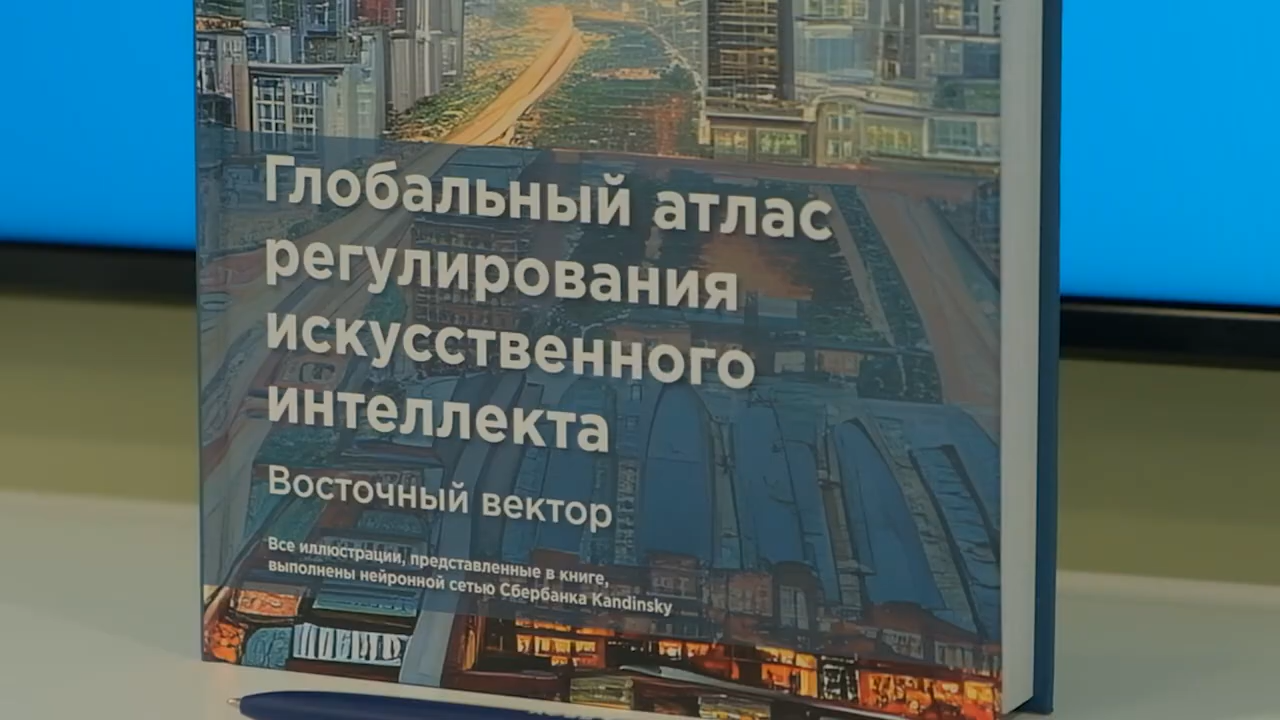 Глобальный атлас
регулирования
искусственного
интеллекта
Восточный вектор
Все иллюстрации, представленные в книге,
выполнены нейронной сетью Сбербанка Kandinsky